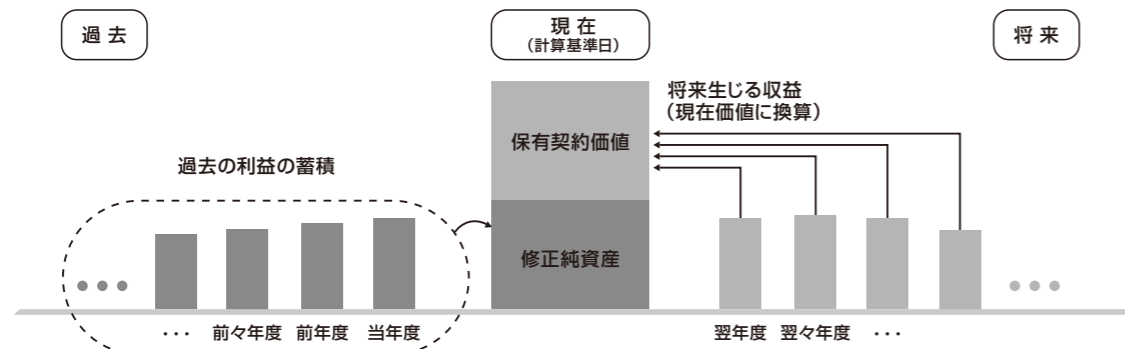 過去
現在
(計算基準日)
将来
将来生じる収益
(現在価値に換算)
保有契約価値
過去の利益の蓄積
修正純資産
・・・ 前々年度 前年度 当年度
翌年度 翌々年度 ・・・